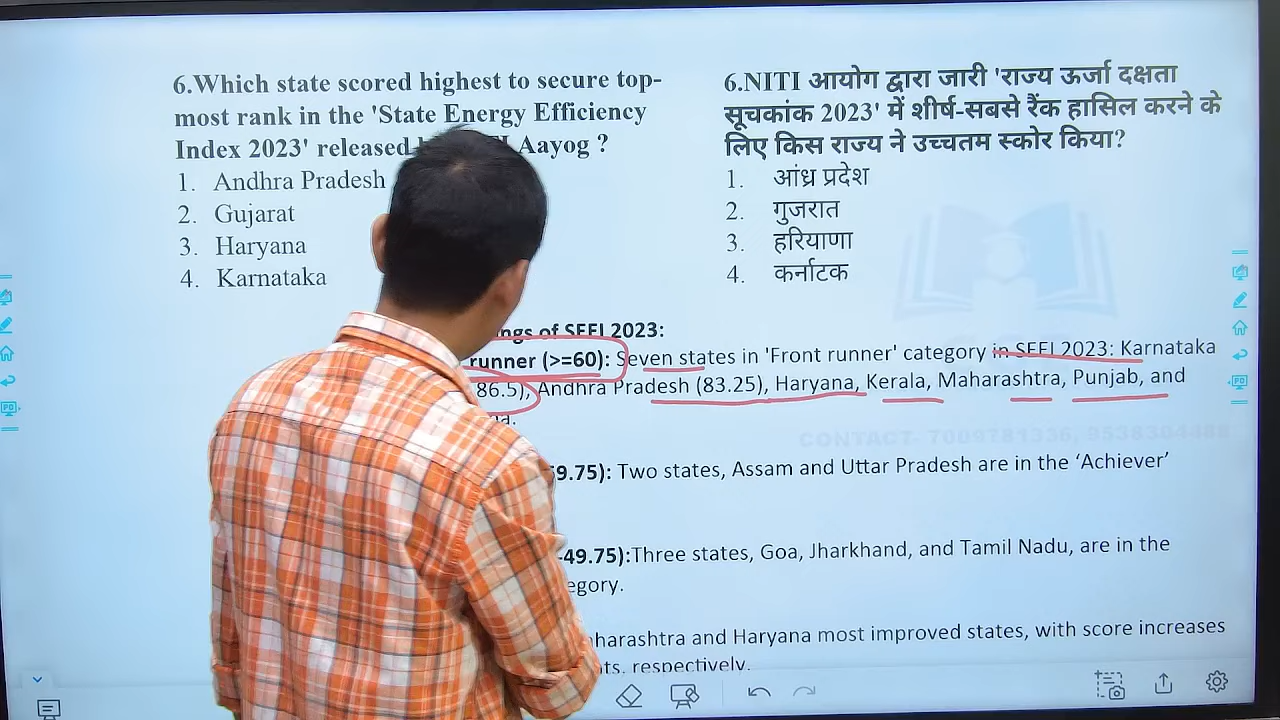 6.Which state scored highest to secure top-
most rank in the 'State Energy Efficiency
Index 2023' released Aayog ?
1. Andhra Pradesh
2. Gujarat
3. Haryana
4. Karnataka
6.NITI आयोग द्वारा जारी 'राज्य ऊर्जा दक्षता
सूचकांक 2023' में शीर्ष-सबसे रैंक हासिल करने के
लिए किस राज्य ने उच्चतम स्कोर किया?
1. आंध्र प्रदेश
2. गुजरात
3. हरियाणा
4. कर्नाटक
of SEEI 2023:
runner (>=60): Seven states in 'Front runner' category in SEEI 2023: Karnataka
86.5), Andhra Pradesh (83.25), Haryana, Kerala, Maharashtra, Punjab, and
CONTACT- 7009781336,
59.75): Two states, Assam and Uttar Pradesh are in the ‘Achiever’
-49.75):Three states, Goa, Jharkhand, and Tamil Nadu, are in the
egory.
harashtra and Haryana most improved states, with score increases
respectively.